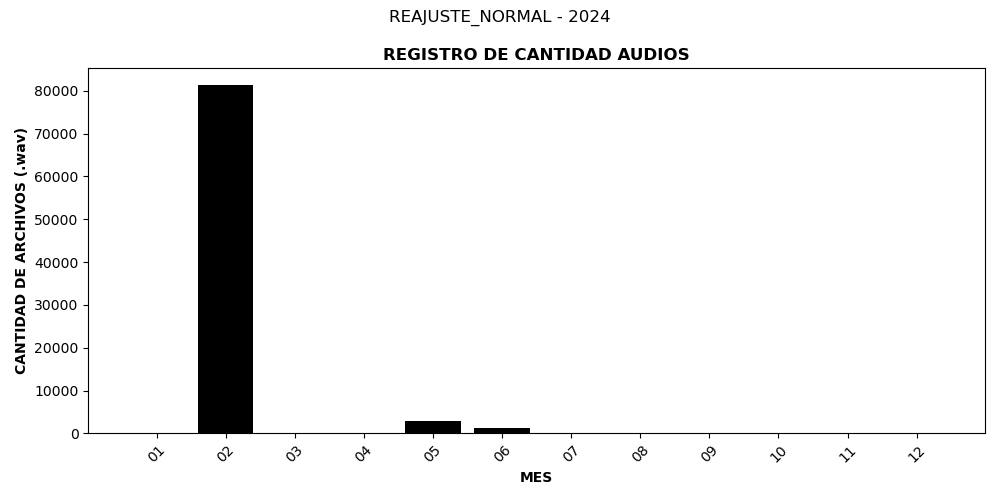 REAJUSTE_NORMAL - 2024
REGISTRO DE CANTIDAD AUDIOS
CANTIDAD DE ARCHIVOS (.wav)
80000
70000
60000
50000
40000
30000
20000
10000
0
01 02 03 04 05 06 07 08 09 10 11 12
MES